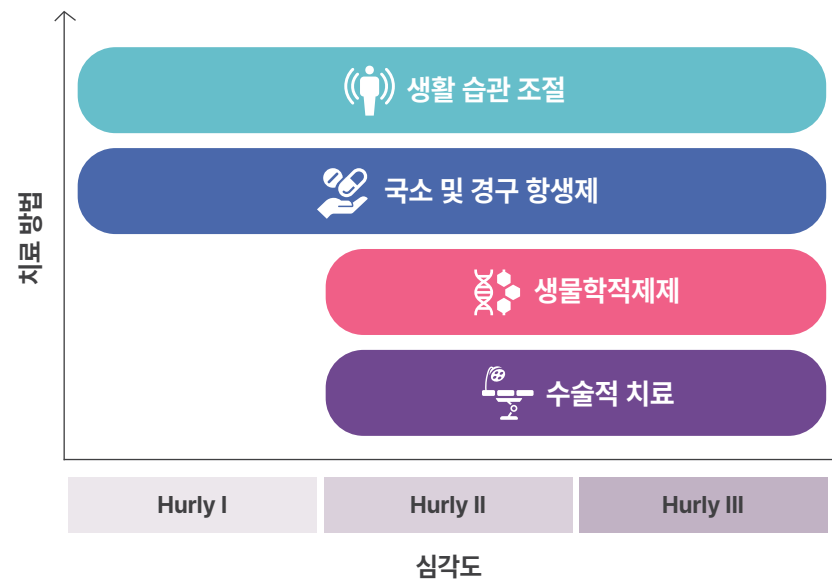 치료 방법
생활 습관 조절
국소 및 경구 항생제
생물학적제제
수술적 치료
Hurly I
Hurly II
Hurly III
심각도